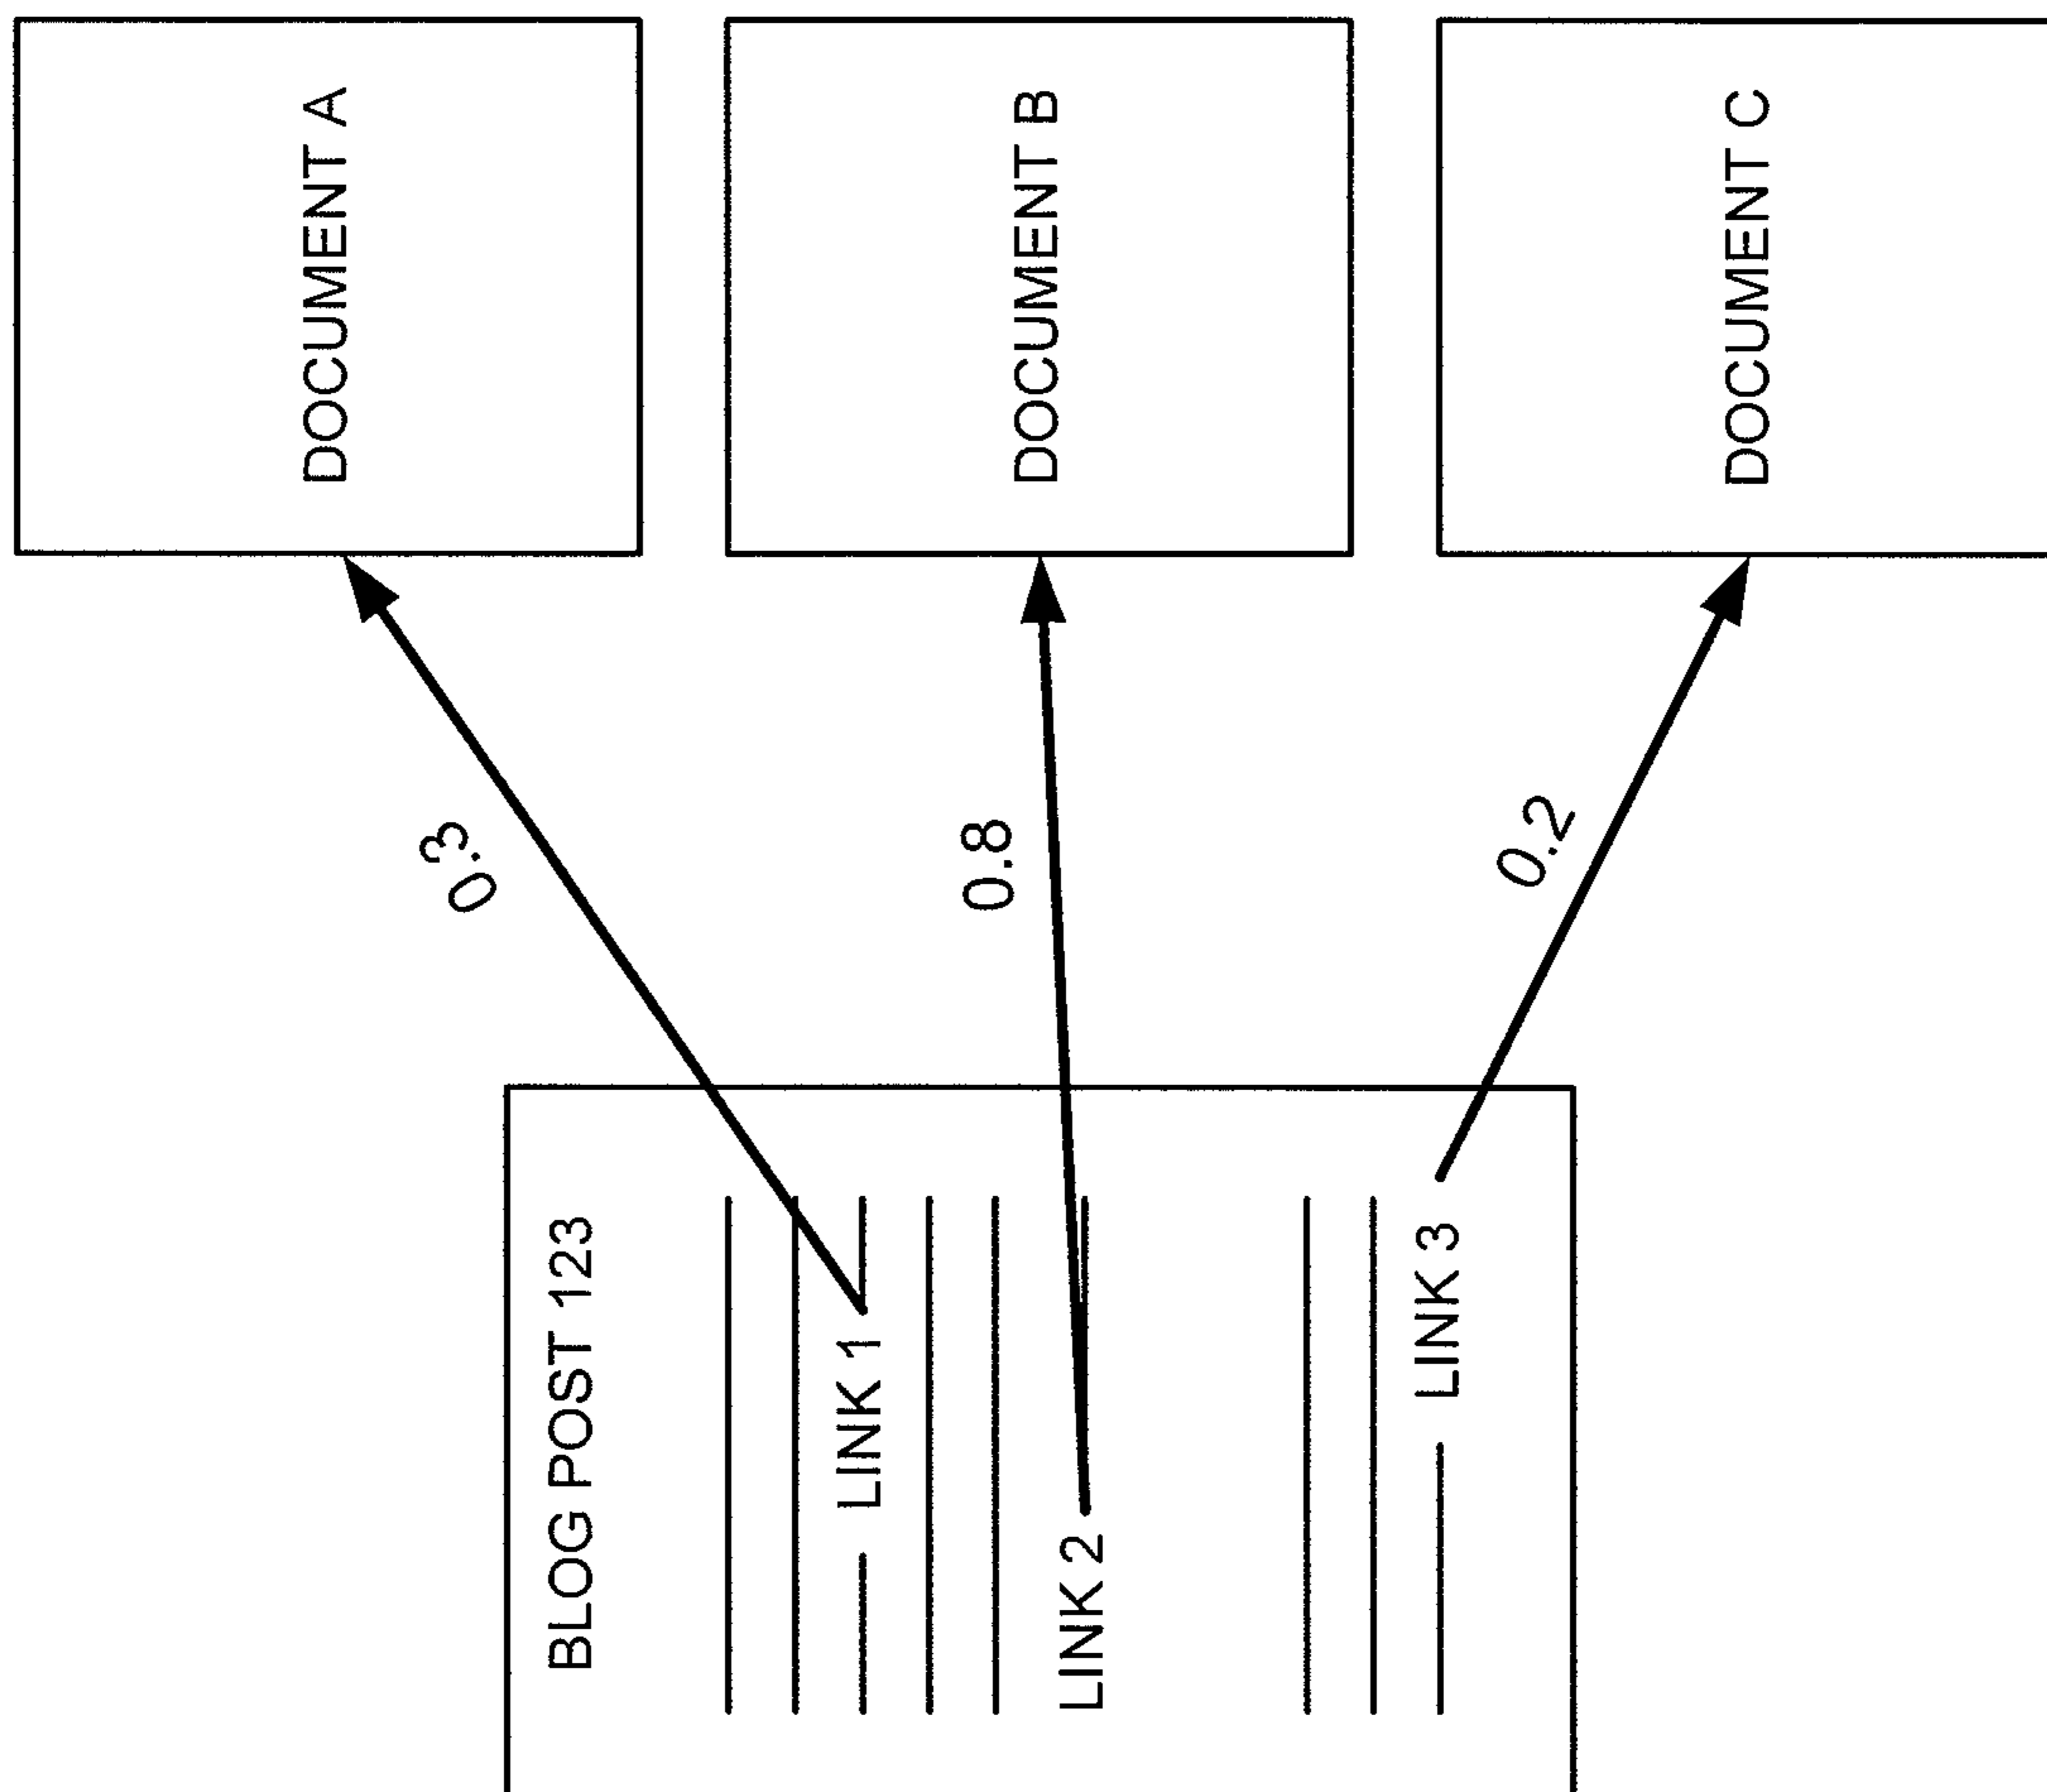 BLOG POST 123
LINK 1
LINK 2
LINK 3
0.3
0.8
0.2
DOCUMENT A
DOCUMENT B
DOCUMENT C